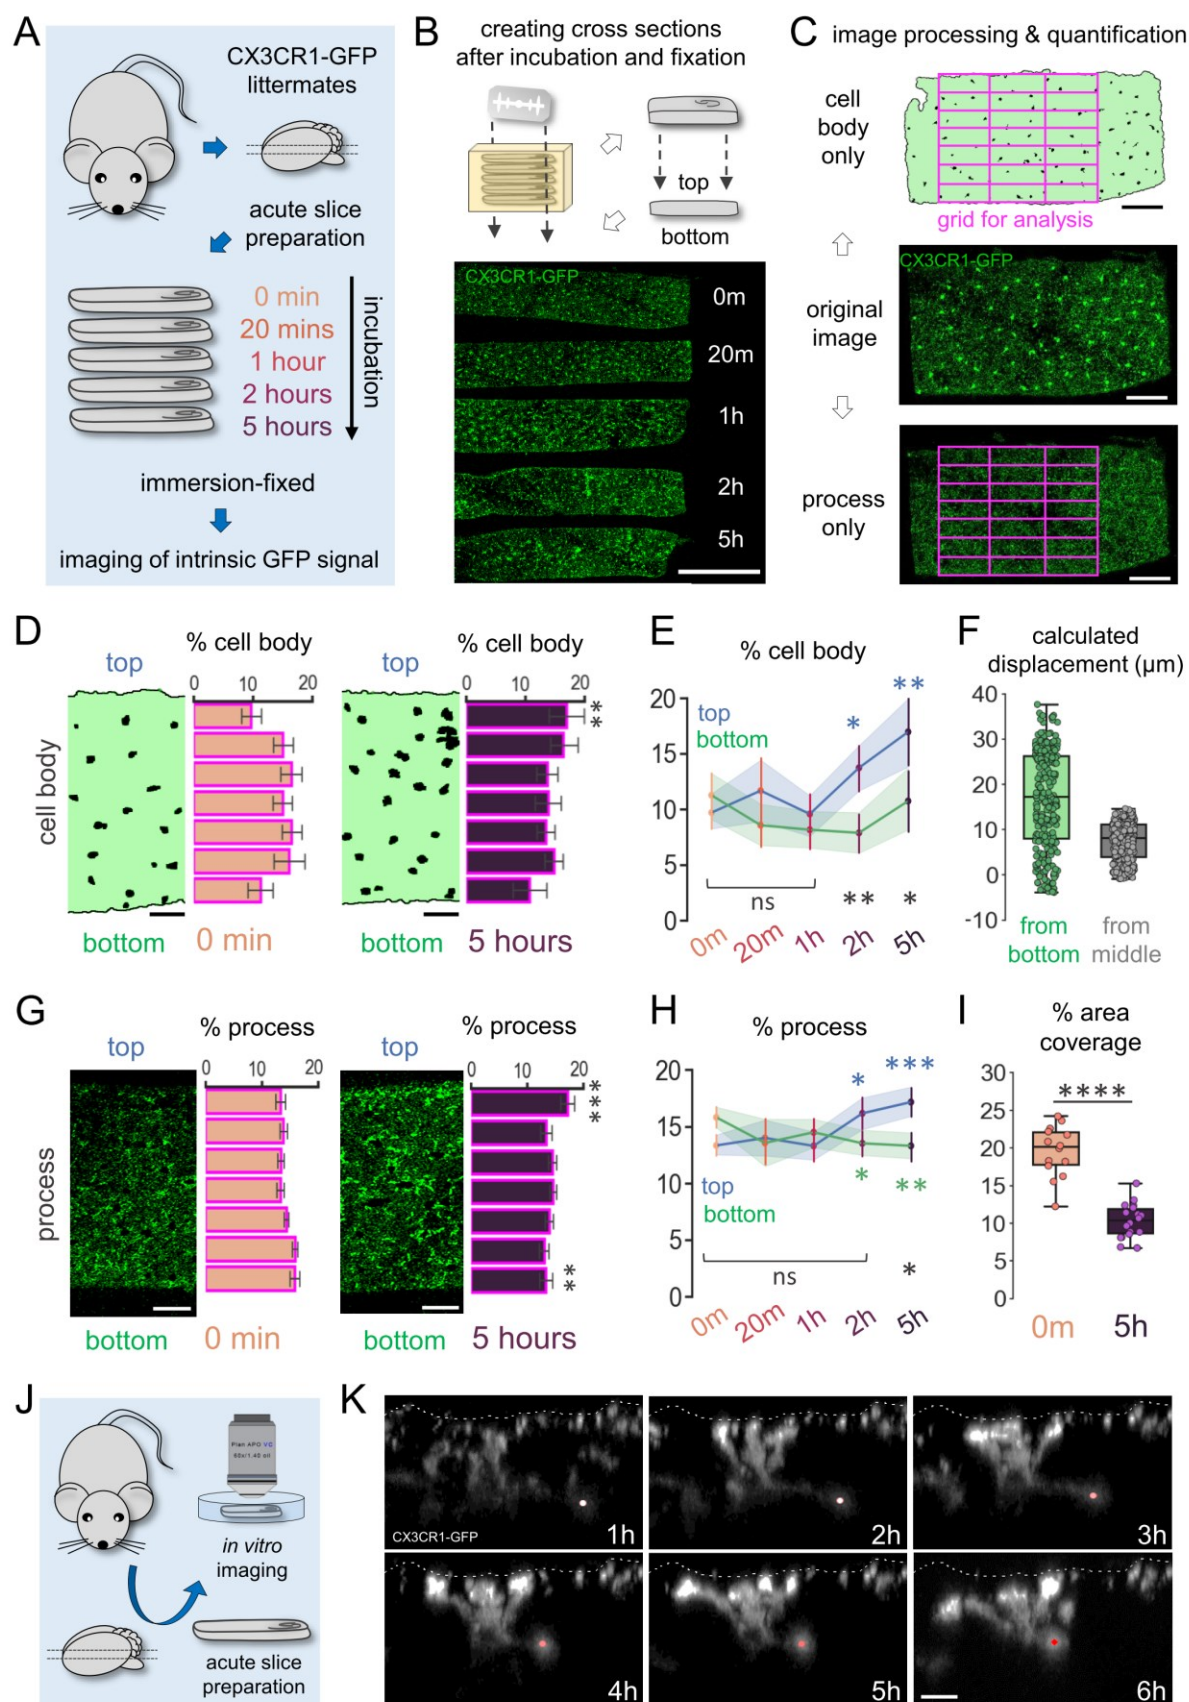 A
CX3CR1-GFP
littermates
acute slice
preparation
0 min
20 mins
1 hour
2 hours
5 hours
incubation
immersion-fixed
imaging of intrinsic GFP signal
B
creating cross sections
after incubation and fixation
top
bottom
CX3CR1-GFP
0m
20m
1h
2h
5h
C
image processing & quantification
cell
body
only
grid for analysis
CX3CR1-GFP
original
image
process
only
D
% cell body
% cell body
top
top
0 10 20
0 10 20
cell body
**
bottom
0 min
bottom
5 hours
E
% cell body
20
15
10
5
0
top
bottom
*
**
ns
**
*
0m
20m
1h
2h
5h
F
calculated
displacement (µm)
40
30
20
10
0
-10
from
bottom
from
middle
G
% process
% process
top
top
0 10 20
0 10 20
process
***
**
bottom
0 min
bottom
5 hours
H
% process
20
15
10
5
0
*
***
top
bottom
*
**
ns
*
0m
20m
1h
2h
5h
I
% area
coverage
30
25
20
15
10
5
0
****
0m
5h
J
Plan APO VC
60x/1.40 oil
in vitro
imaging
acute slice
preparation
K
CX3CR1-GFP
1h
2h
3h
4h
5h
6h